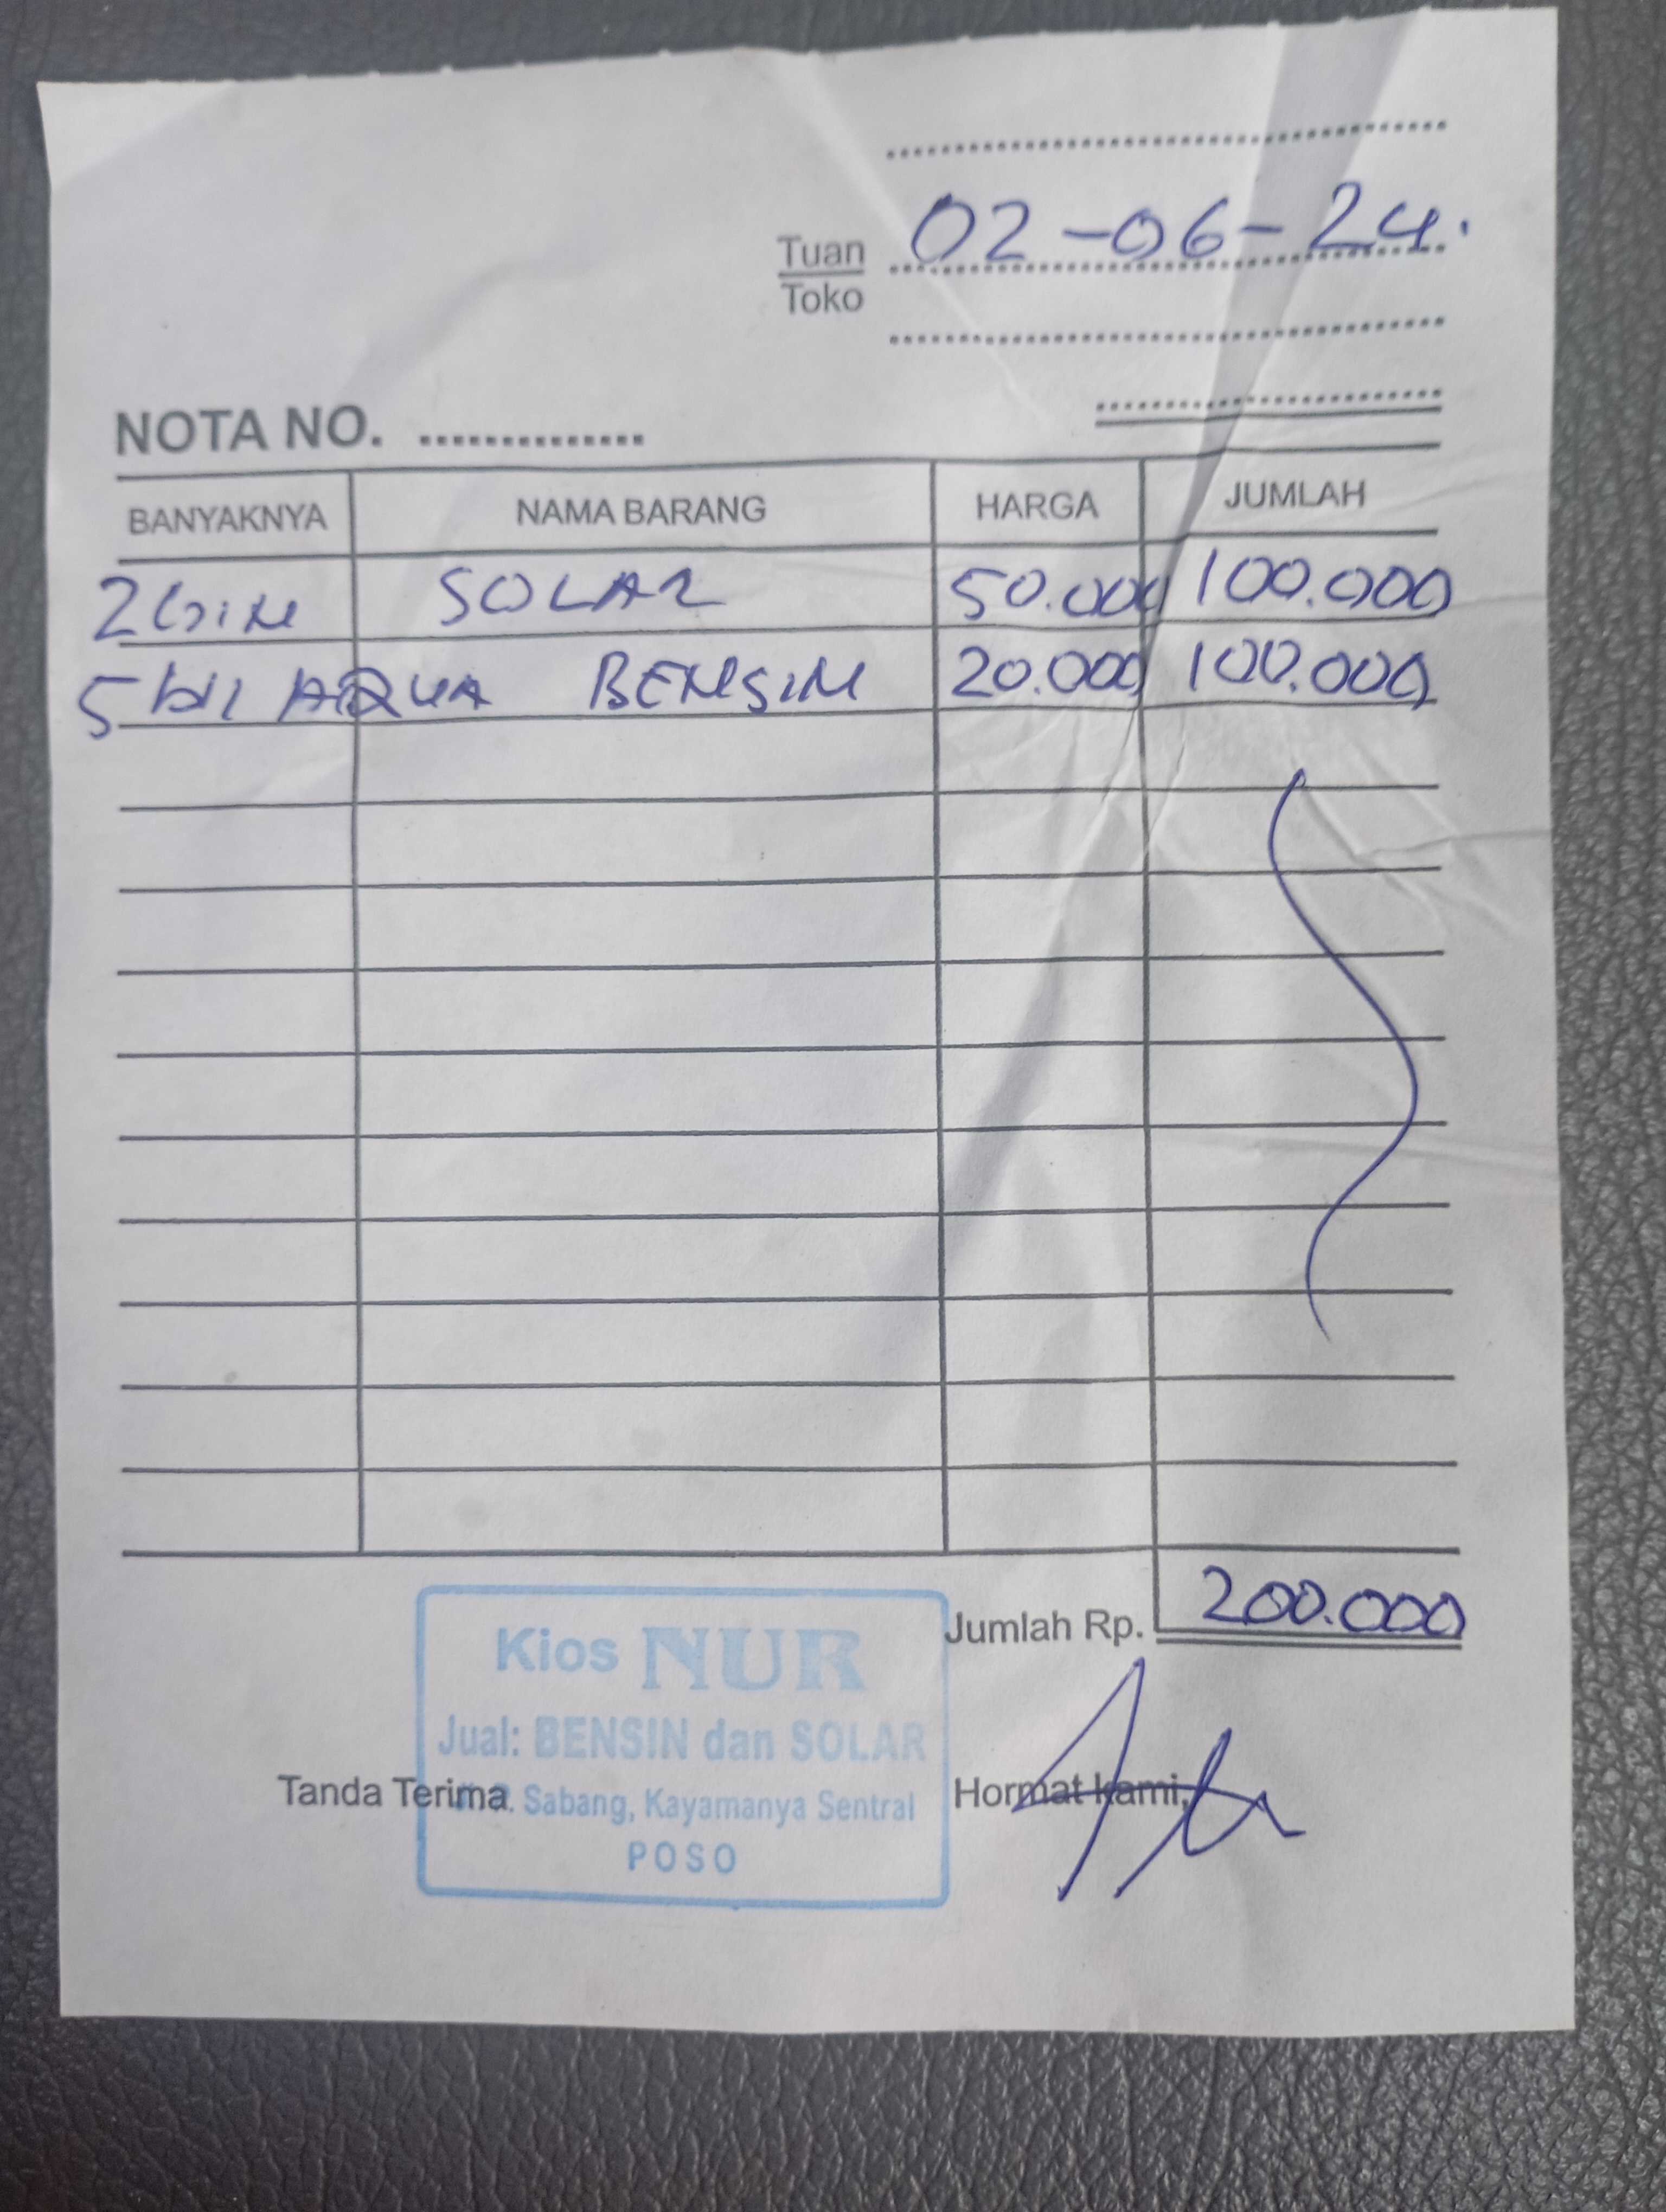 02-06-24.
Tuan
Toko
NOTA NO. ..............
BANYAKNYA NAMA BARANG HARGA JUMLAH
2 SOLAR 50.000 100.000
5 btl AQUA BENSIN 20.000 100.000
Jumlah Rp. 200.000
Kios NUR
Jual: BENSIN dan SOLAR
Tanda Terima Sabang, Kayamanya Sentral Hormat kami,
POSO